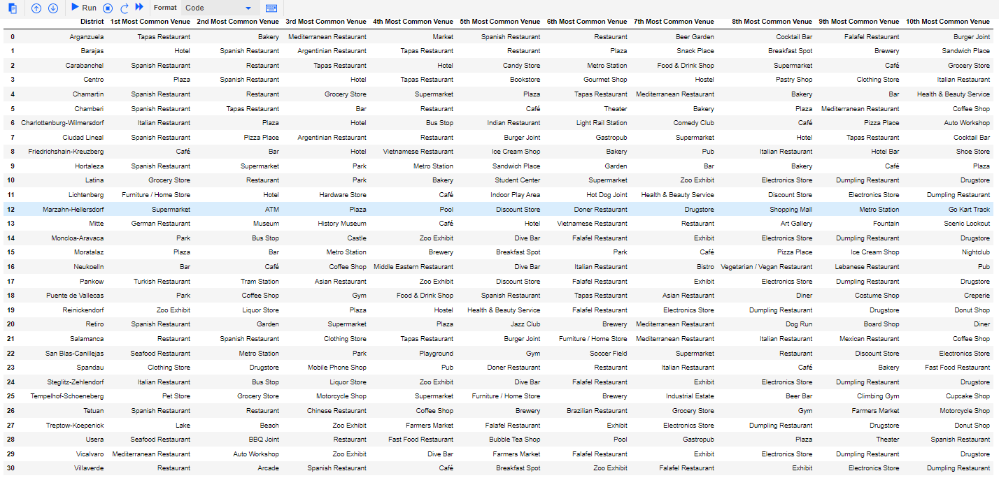 Run Format Code
District 1st Most Common Venue 2nd Most Common Venue 3rd Most Common Venue 4th Most Common Venue 5th Most Common Venue 6th Most Common Venue 7th Most Common Venue 8th Most Common Venue 9th Most Common Venue 10th Most Common Venue
0 Arganzuela Tapas Restaurant Bakery Mediterranean Restaurant Market Spanish Restaurant Restaurant Beer Garden Cocktail Bar Falafel Restaurant Burger Joint
1 Barajas Hotel Spanish Restaurant Argentinian Restaurant Tapas Restaurant Restaurant Plaza Snack Place Breakfast Spot Brewery Sandwich Place
2 Carabanchel Spanish Restaurant Restaurant Tapas Restaurant Hotel Candy Store Metro Station Food & Drink Shop Supermarket Café Grocery Store
3 Centro Plaza Spanish Restaurant Hotel Tapas Restaurant Bookstore Gourmet Shop Hostel Pastry Shop Clothing Store Italian Restaurant
4 Chamartin Spanish Restaurant Restaurant Grocery Store Supermarket Plaza Tapas Restaurant Mediterranean Restaurant Bakery Bar Health & Beauty Service
5 Chamberi Spanish Restaurant Tapas Restaurant Bar Restaurant Café Theater Bakery Plaza Mediterranean Restaurant Coffee Shop
6 Charlottenburg-Wilmersdorf Italian Restaurant Plaza Hotel Bus Stop Indian Restaurant Light Rail Station Comedy Club Café Pizza Place Auto Workshop
7 Ciudad Lineal Spanish Restaurant Pizza Place Argentinian Restaurant Restaurant Burger Joint Gastropub Supermarket Hotel Tapas Restaurant Cocktail Bar
8 Friedrichshain-Kreuzberg Café Bar Hotel Vietnamese Restaurant Ice Cream Shop Bakery Pub Italian Restaurant Hotel Bar Shoe Store
9 Hortaleza Spanish Restaurant Supermarket Park Metro Station Sandwich Place Garden Bar Bakery Café Plaza
10 Latina Grocery Store Restaurant Park Bakery Student Center Supermarket Zoo Exhibit Electronics Store Dumpling Restaurant Drugstore
11 Lichtenberg Furniture / Home Store Hotel Hardware Store Café Indoor Play Area Hot Dog Joint Health & Beauty Service Discount Store Electronics Store Dumpling Restaurant
12 Marzahn-Hellersdorf Supermarket ATM Plaza Pool Discount Store Doner Restaurant Drugstore Shopping Mall Metro Station Go Kart Track
13 Mitte German Restaurant Museum History Museum Café Hotel Vietnamese Restaurant Restaurant Art Gallery Fountain Scenic Lookout
14 Moncloa-Aravaca Park Bus Stop Castle Zoo Exhibit Dive Bar Falafel Restaurant Exhibit Electronics Store Dumpling Restaurant Drugstore
15 Moratalaz Plaza Bar Metro Station Brewery Breakfast Spot Park Café Pizza Place Ice Cream Shop Nightclub
16 Neukoelln Bar Café Coffee Shop Middle Eastern Restaurant Dive Bar Italian Restaurant Bistro Vegetarian / Vegan Restaurant Lebanese Restaurant Pub
17 Pankow Turkish Restaurant Tram Station Asian Restaurant Zoo Exhibit Discount Store Falafel Restaurant Exhibit Electronics Store Dumpling Restaurant Drugstore
18 Puente de Vallecas Park Coffee Shop Gym Food & Drink Shop Spanish Restaurant Tapas Restaurant Asian Restaurant Diner Costume Shop Creperie
19 Reinickendorf Zoo Exhibit Liquor Store Plaza Hostel Health & Beauty Service Falafel Restaurant Electronics Store Dumpling Restaurant Drugstore Donut Shop
20 Retiro Spanish Restaurant Garden Supermarket Plaza Jazz Club Brewery Mediterranean Restaurant Dog Run Board Shop Diner
21 Salamanca Restaurant Spanish Restaurant Clothing Store Tapas Restaurant Burger Joint Furniture / Home Store Mediterranean Restaurant Italian Restaurant Mexican Restaurant Coffee Shop
22 San Blas-Canillejas Seafood Restaurant Metro Station Park Playground Gym Soccer Field Supermarket Restaurant Discount Store Electronics Store
23 Spandau Clothing Store Drugstore Mobile Phone Shop Pub Doner Restaurant Restaurant Italian Restaurant Café Bakery Fast Food Restaurant
24 Steglitz-Zehlendorf Italian Restaurant Bus Stop Liquor Store Zoo Exhibit Dive Bar Falafel Restaurant Exhibit Electronics Store Dumpling Restaurant Drugstore
25 Tempelhof-Schoeneberg Pet Store Grocery Store Motorcycle Shop Supermarket Furniture / Home Store Brewery Industrial Estate Beer Bar Climbing Gym Cupcake Shop
26 Tetuan Spanish Restaurant Restaurant Chinese Restaurant Coffee Shop Brewery Brazilian Restaurant Grocery Store Gym Farmers Market Motorcycle Shop
27 Treptow-Koepenick Lake Beach Zoo Exhibit Farmers Market Falafel Restaurant Exhibit Electronics Store Dumpling Restaurant Drugstore Donut Shop
28 Usera Seafood Restaurant BBQ Joint Restaurant Fast Food Restaurant Bubble Tea Shop Pool Gastropub Plaza Theater Spanish Restaurant
29 Vicalvaro Mediterranean Restaurant Auto Workshop Zoo Exhibit Dive Bar Farmers Market Falafel Restaurant Exhibit Electronics Store Dumpling Restaurant Drugstore
30 Villaverde Restaurant Arcade Spanish Restaurant Café Breakfast Spot Zoo Exhibit Falafel Restaurant Exhibit Electronics Store Dumpling Restaurant